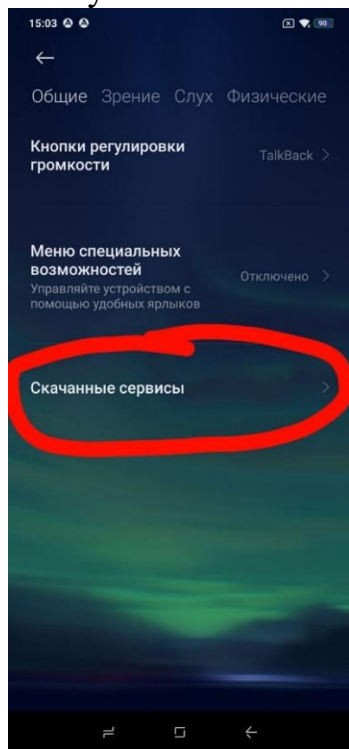 15:03 90
Общие Зрение Слух Физические
Кнопки регулировки
громкости
TalkBack
Меню специальных
возможностей
Управляйте устройством с
помощью удобных ярлыков
Отключено
Скачанные сервисы